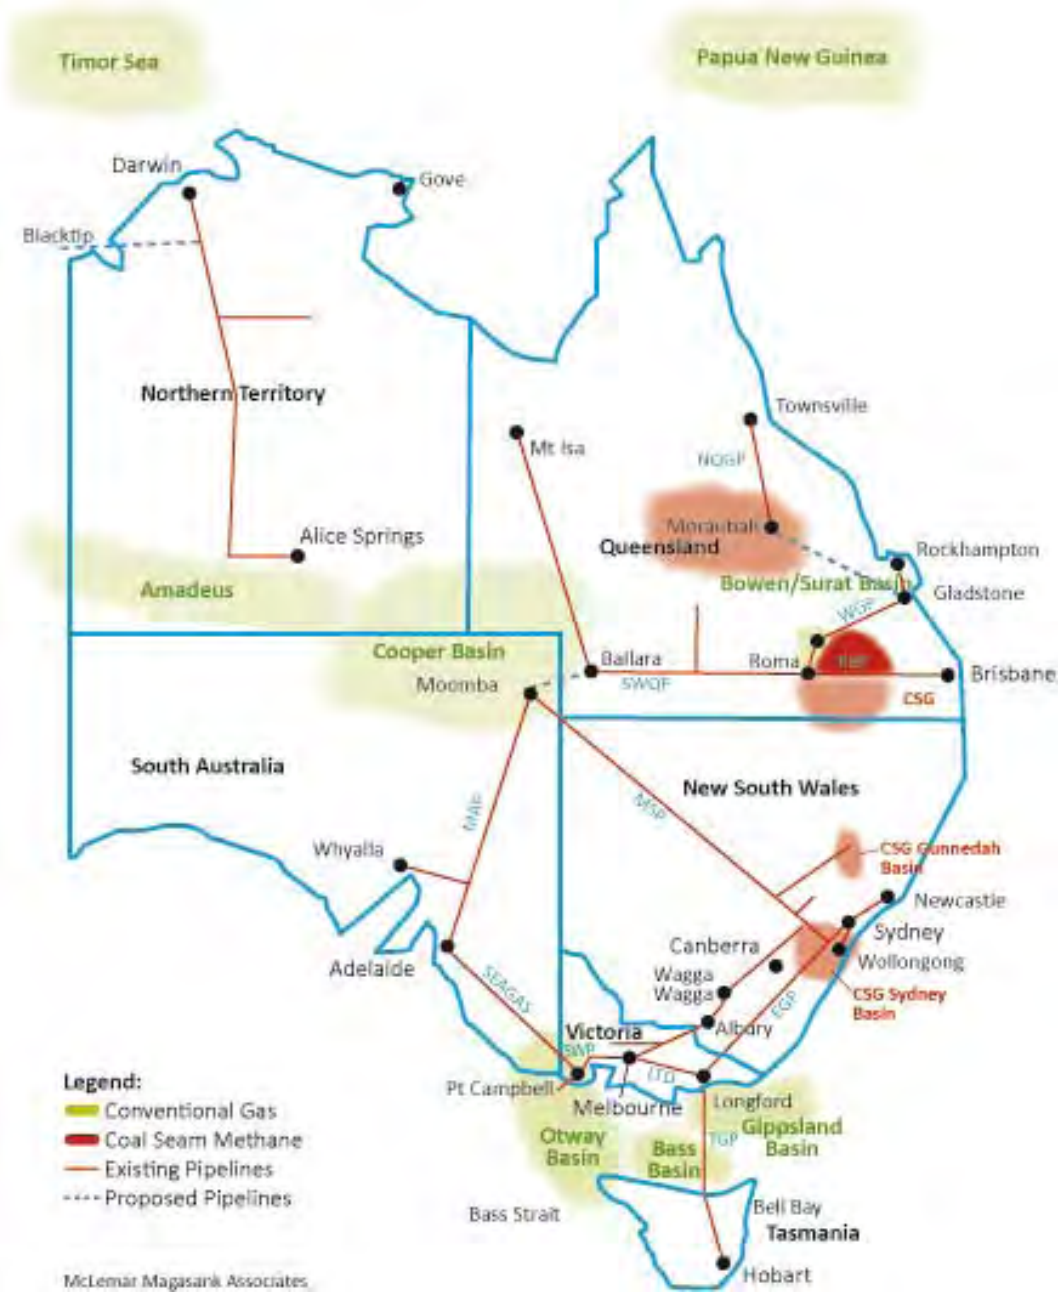 Timor Sea
Papua New Guinea
Darwin
Gove
Blacktip
Northern Territory
Townsville
Mt Isa
NQGP
Moranbah
Queensland
Alice Springs
Rockhampton
Amadeus
Bowen/Surat Basin
Gladstone
WGP
Cooper Basin
Ballara
Roma
RBP
Brisbane
Moomba
SWQP
CSG
South Australia
New South Wales
MAP
MSP
Whyalla
CSG Gunnedah
Basin
Newcastle
Sydney
Canberra
Wollongong
Adelaide
Wagga
Wagga
SEAGAS
EGP
CSG Sydney
Basin
Albury
Victoria
SWP
LTD
Pt Campbell
Melbourne
Longford
Otway
Basin
Bass
Basin
TGP
Gippsland
Basin
Bass Strait
Bell Bay
Tasmania
Hobart
Legend:
Conventional Gas
Coal Seam Methane
Existing Pipelines
Proposed Pipelines
McLemar Magasank Associates